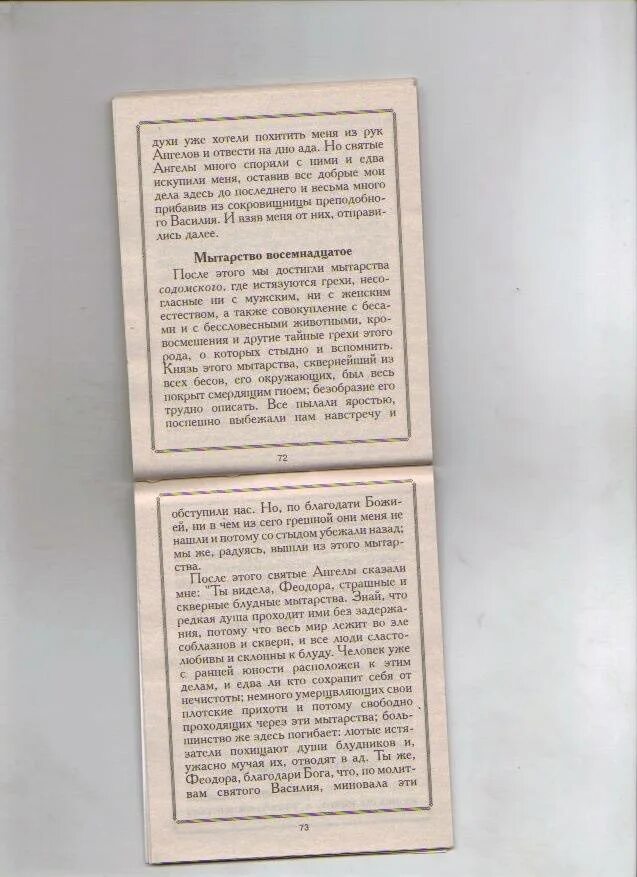 духи уже хотели похитить меня из рук
Ангелов и отвести на дно ада. Но святые
Ангелы много спорили с ними и едва
искупили меня, оставив все добрые мои
дела здесь до последнего и весьма много
прибавив из сокровищницы преподобно-
го Василия. И взяв меня от них, отправи-
лись далее.
Мытарство восемнадцатое
После этого мы достигли мытарства
содомского, где истязуются грехи, несо-
гласные ни с мужским, ни с женским
естеством, а также совокупление с беса-
ми и с бессловесными животными, кро-
восмешения и другие тайные грехи этого
рода, о которых стыдно и вспомнить.
Князь этого мытарства, сквернейший из
всех бесов, его окружающих, был весь
покрыт смердящим гноем; безобразие его
трудно описать. Все пылали яростью,
поспешно выбежали нам навстречу и
72
обступили нас. Но, по благодати Божи-
ей, ни в чем из сего грешной они меня не
нашли и потому со стыдом убежали назад;
мы же, радуясь, вышли из этого мытар-
ства.
После этого святые Ангелы сказали
мне: "Ты видела, Феодора, страшные и
скверные блудные мытарства. Знай, что
редкая душа проходит ими без задержа-
ния, потому что весь мир лежит во зле
соблазнов и скверн, и все люди сласто-
любивы и склонны к блуду. Человек уже
с ранней юности расположен к этим
делам, и едва ли кто сохранит себя от
нечистоты; немного умерщвляющих свои
плотские прихоти и потому свободно
проходящих через эти мытарства; боль-
шинство же здесь погибает: лютые истя-
затели похищают души блудников и,
ужасно мучая их, отводят в ад. Ты же,
Феодора, благодари Бога, что, по молит-
вам святого Василия, миновала эти
73